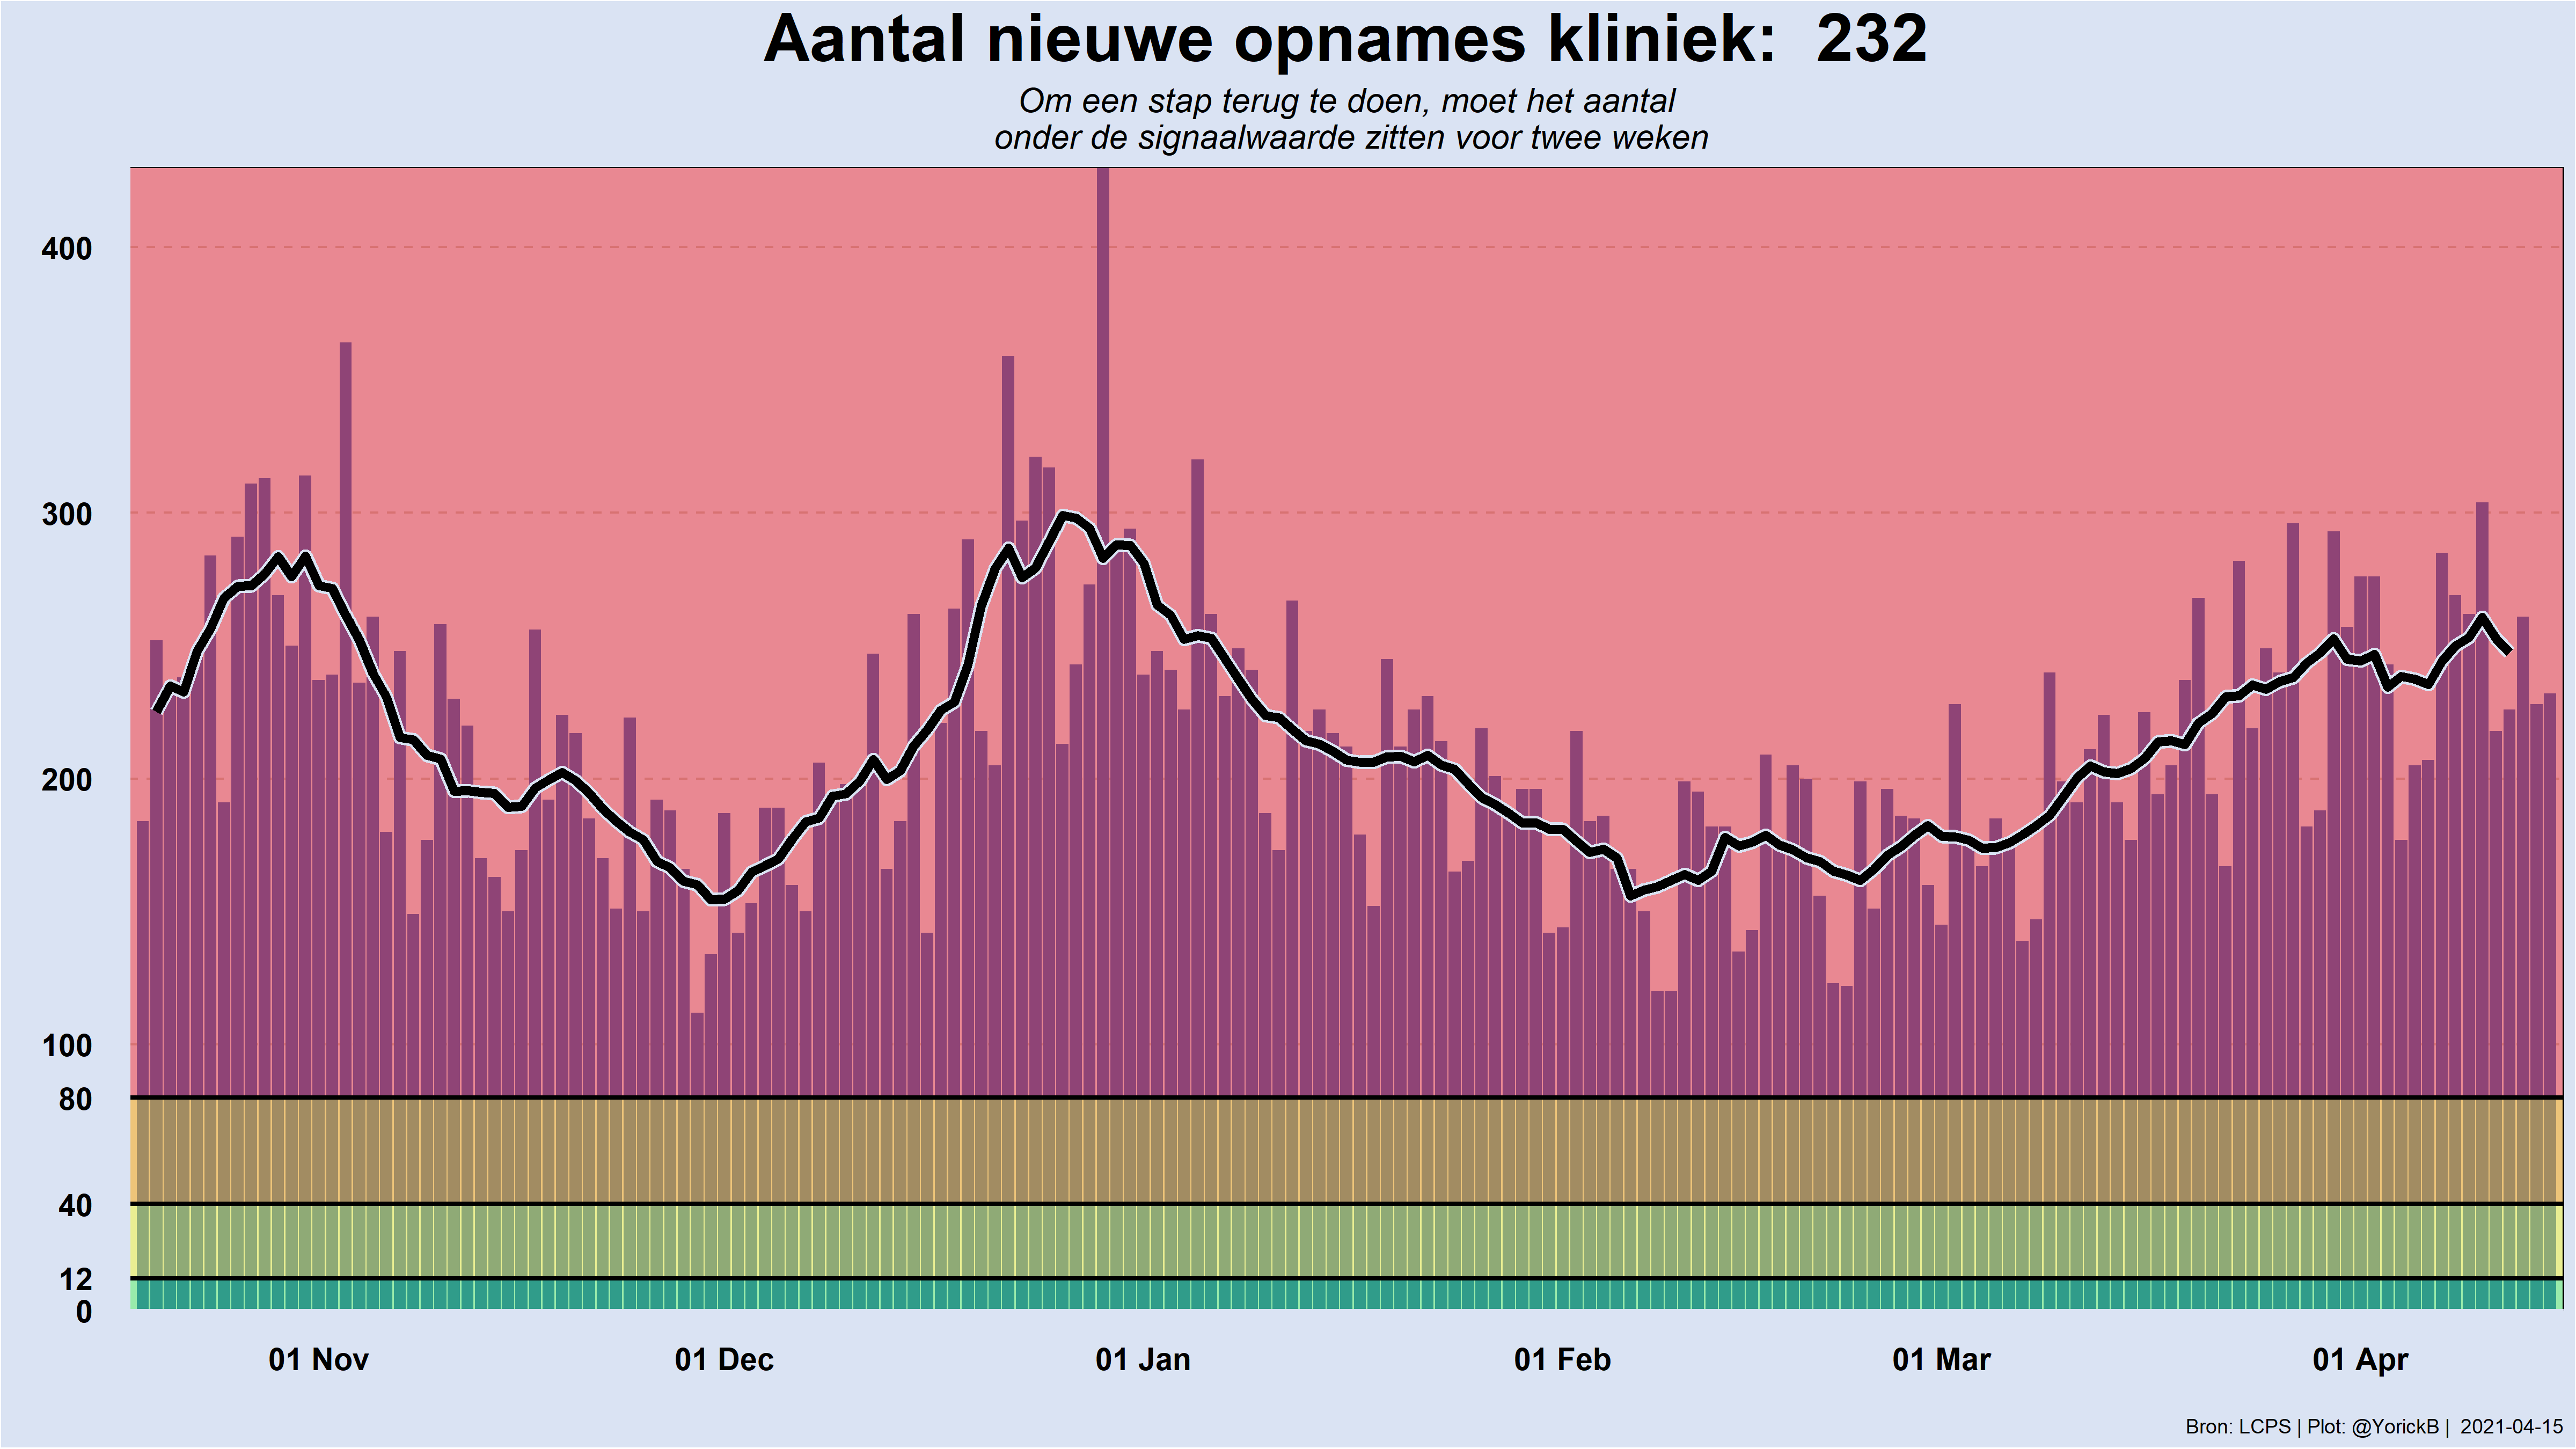 Aantal nieuwe opnames kliniek: 232
Om een stap terug te doen, moet het aantal
onder de signaalwaarde zitten voor twee weken
400
300
200
100
80
40
12
0
01 Nov
01 Dec
01 Jan
01 Feb
01 Mar
01 Apr
Bron: LCPS | Plot: @YorickB | 2021-04-15